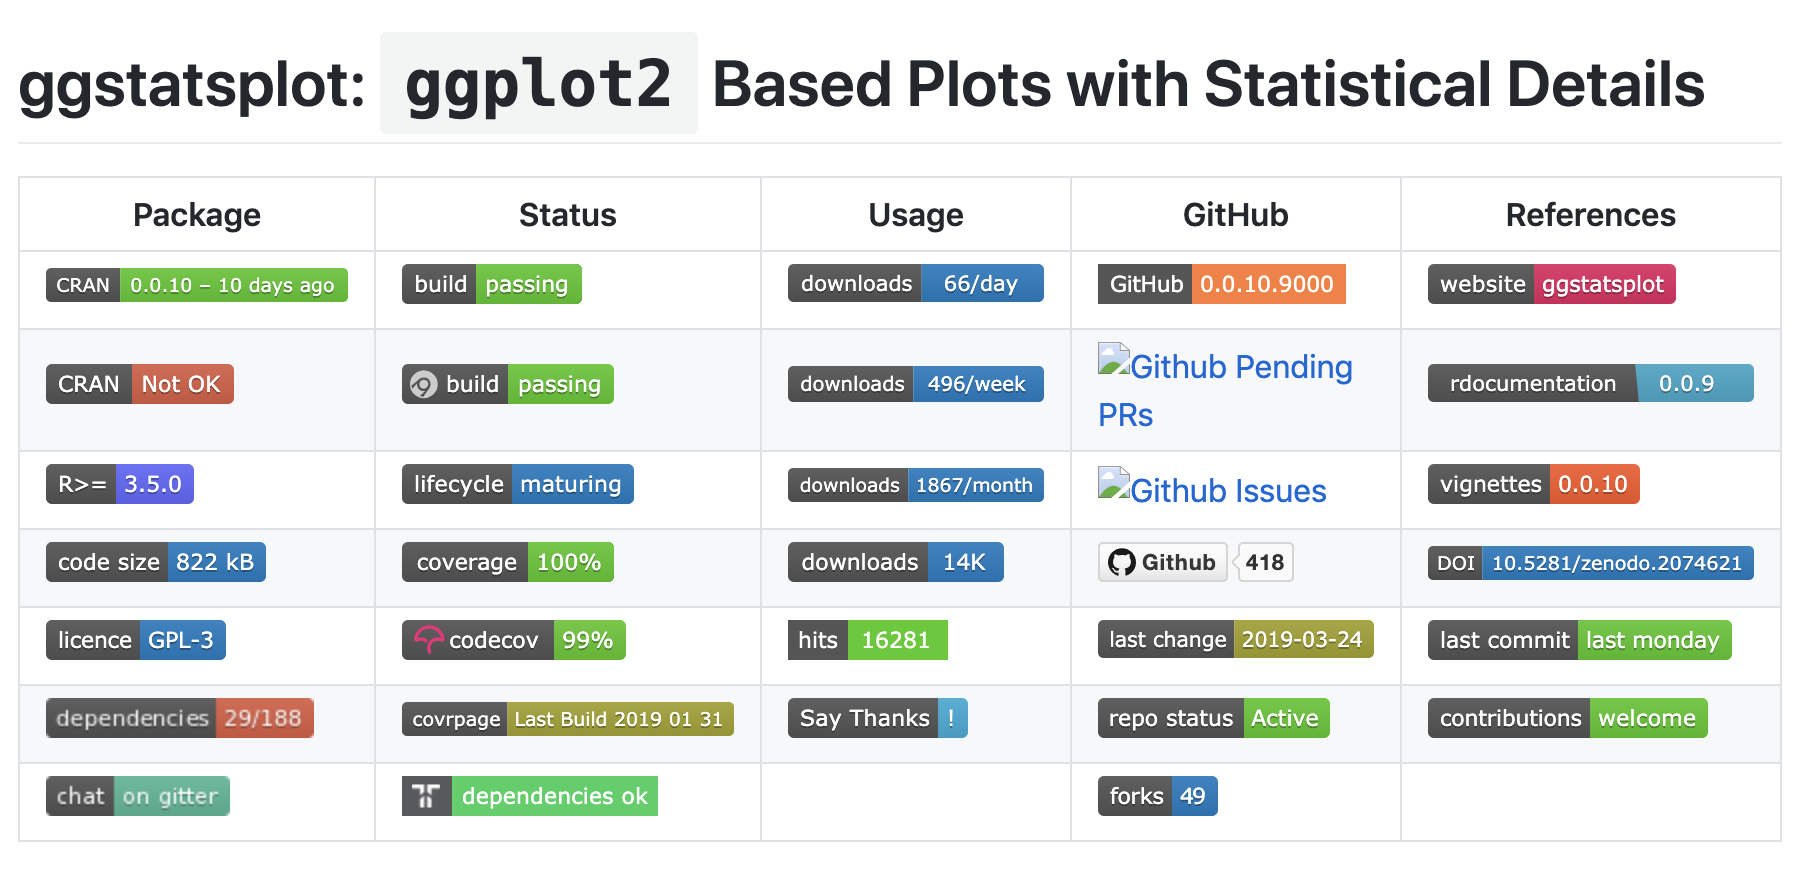 ggstatsplot: ggplot2 Based Plots with Statistical Details
Package Status Usage GitHub References
CRAN 0.0.10 – 10 days ago build passing downloads 66/day GitHub 0.0.10.9000 website ggstatsplot
CRAN Not OK build passing downloads 496/week Github Pending PRs rdocumentation 0.0.9
R>= 3.5.0 lifecycle maturing downloads 1867/month Github Issues vignettes 0.0.10
code size 822 kB coverage 100% downloads 14K Github 418 DOI 10.5281/zenodo.2074621
licence GPL-3 codecov 99% hits 16281 last change 2019-03-24 last commit last monday
dependencies 29/188 covrpage Last Build 2019 01 31 Say Thanks ! repo status Active contributions welcome
chat on gitter dependencies ok forks 49